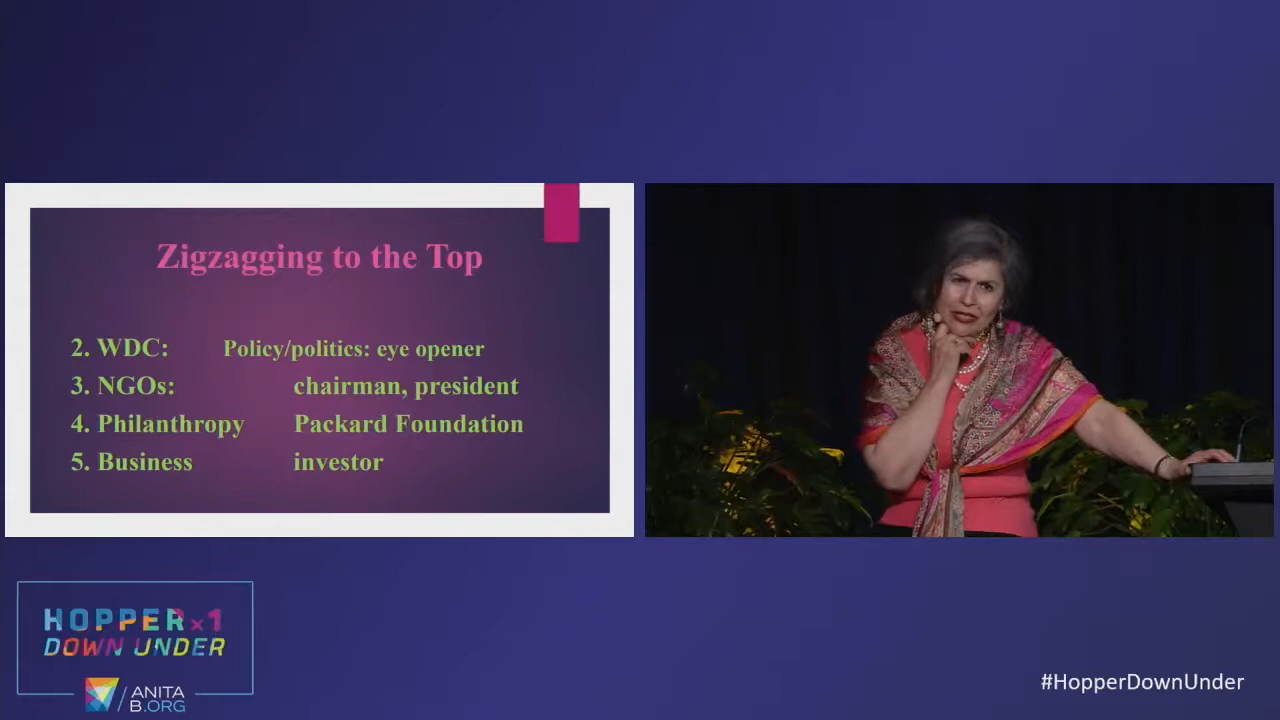 Zigzagging to the Top
2. WDC: Policy/politics: eye opener
3. NGOs: chairman, president
4. Philanthropy Packard Foundation
5. Business investor
HOPPER x1
DOWN UNDER
ANITA
B.ORG
#HopperDownUnder